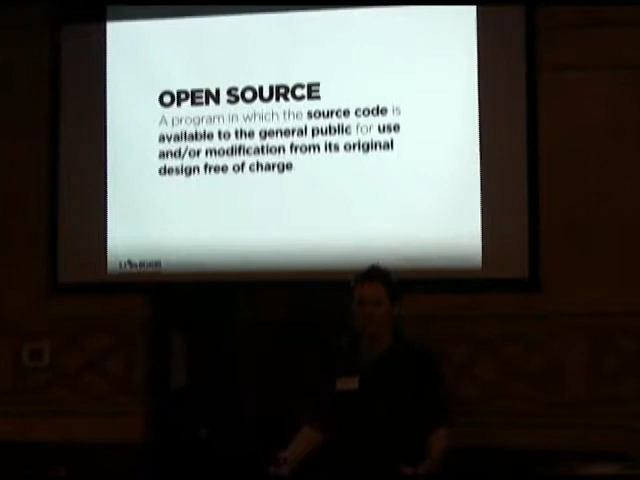 OPEN SOURCE
A program in which the source code is
available to the general public for use
and/or modification from its original
design free of charge.